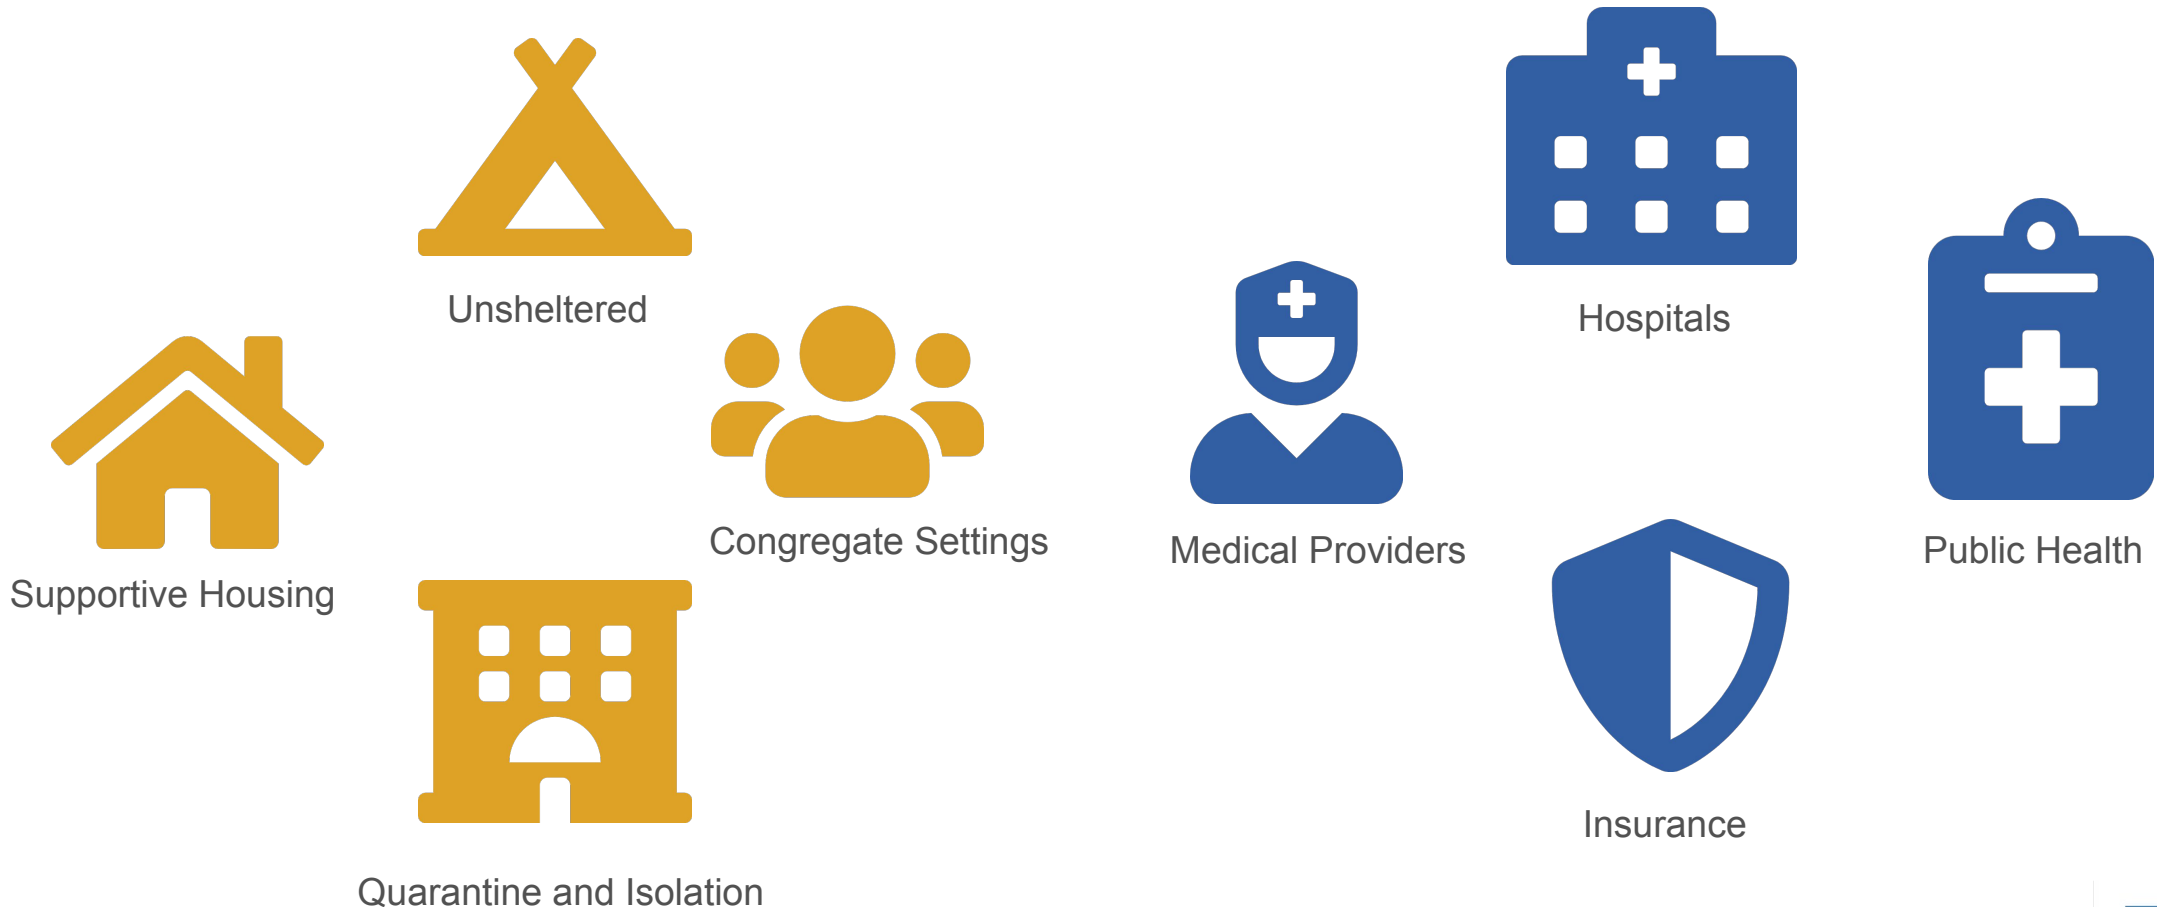 Unsheltered
Hospitals
Congregate Settings
Medical Providers
Public Health
Supportive Housing
Insurance
Quarantine and Isolation